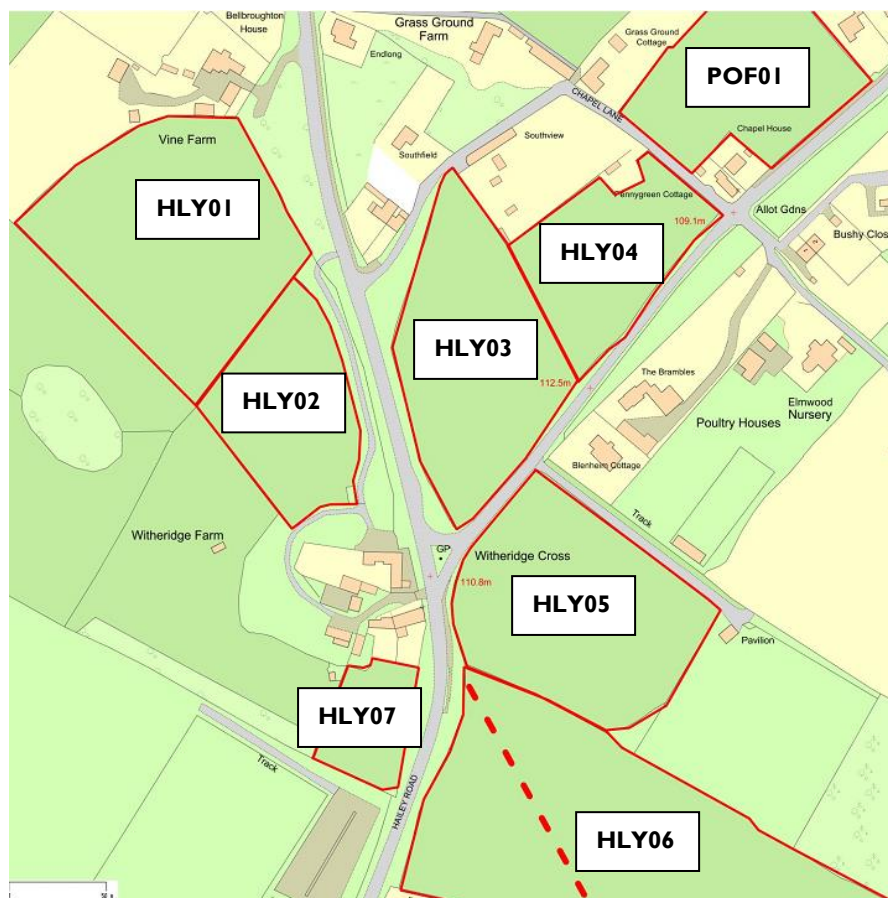 Bellbroughton
House
Grass Ground
Farm
Endlong
Grass Ground
Cottage
POF01
CHAPEL LANE
Chapel House
Vine Farm
Southview
Southfield
HLY01
Pennygreen Cottage
109.1m
Allot Gdns
Bushy Clos
1
2
HLY04
HLY03
112.5m
The Brambles
HLY02
Elmwood
Nursery
Poultry Houses
Blenheim Cottage
Track
Witheridge Farm
GP
Witheridge Cross
110.8m
HLY05
Pavilion
HLY07
Track
HAILEY ROAD
HLY06